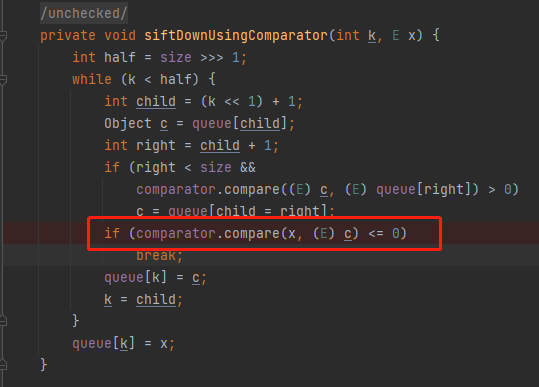 /unchecked/
private void siftDownUsingComparator(int k, E x) {
int half = size >>> 1;
while (k < half) {
int child = (k << 1) + 1;
Object c = queue[child];
int right = child + 1;
if (right < size &&
comparator.compare((E) c, (E) queue[right]) > 0)
c = queue[child = right];
if (comparator.compare(x, (E) c) <= 0)
break;
queue[k] = c;
k = child;
}
queue[k] = x;
}